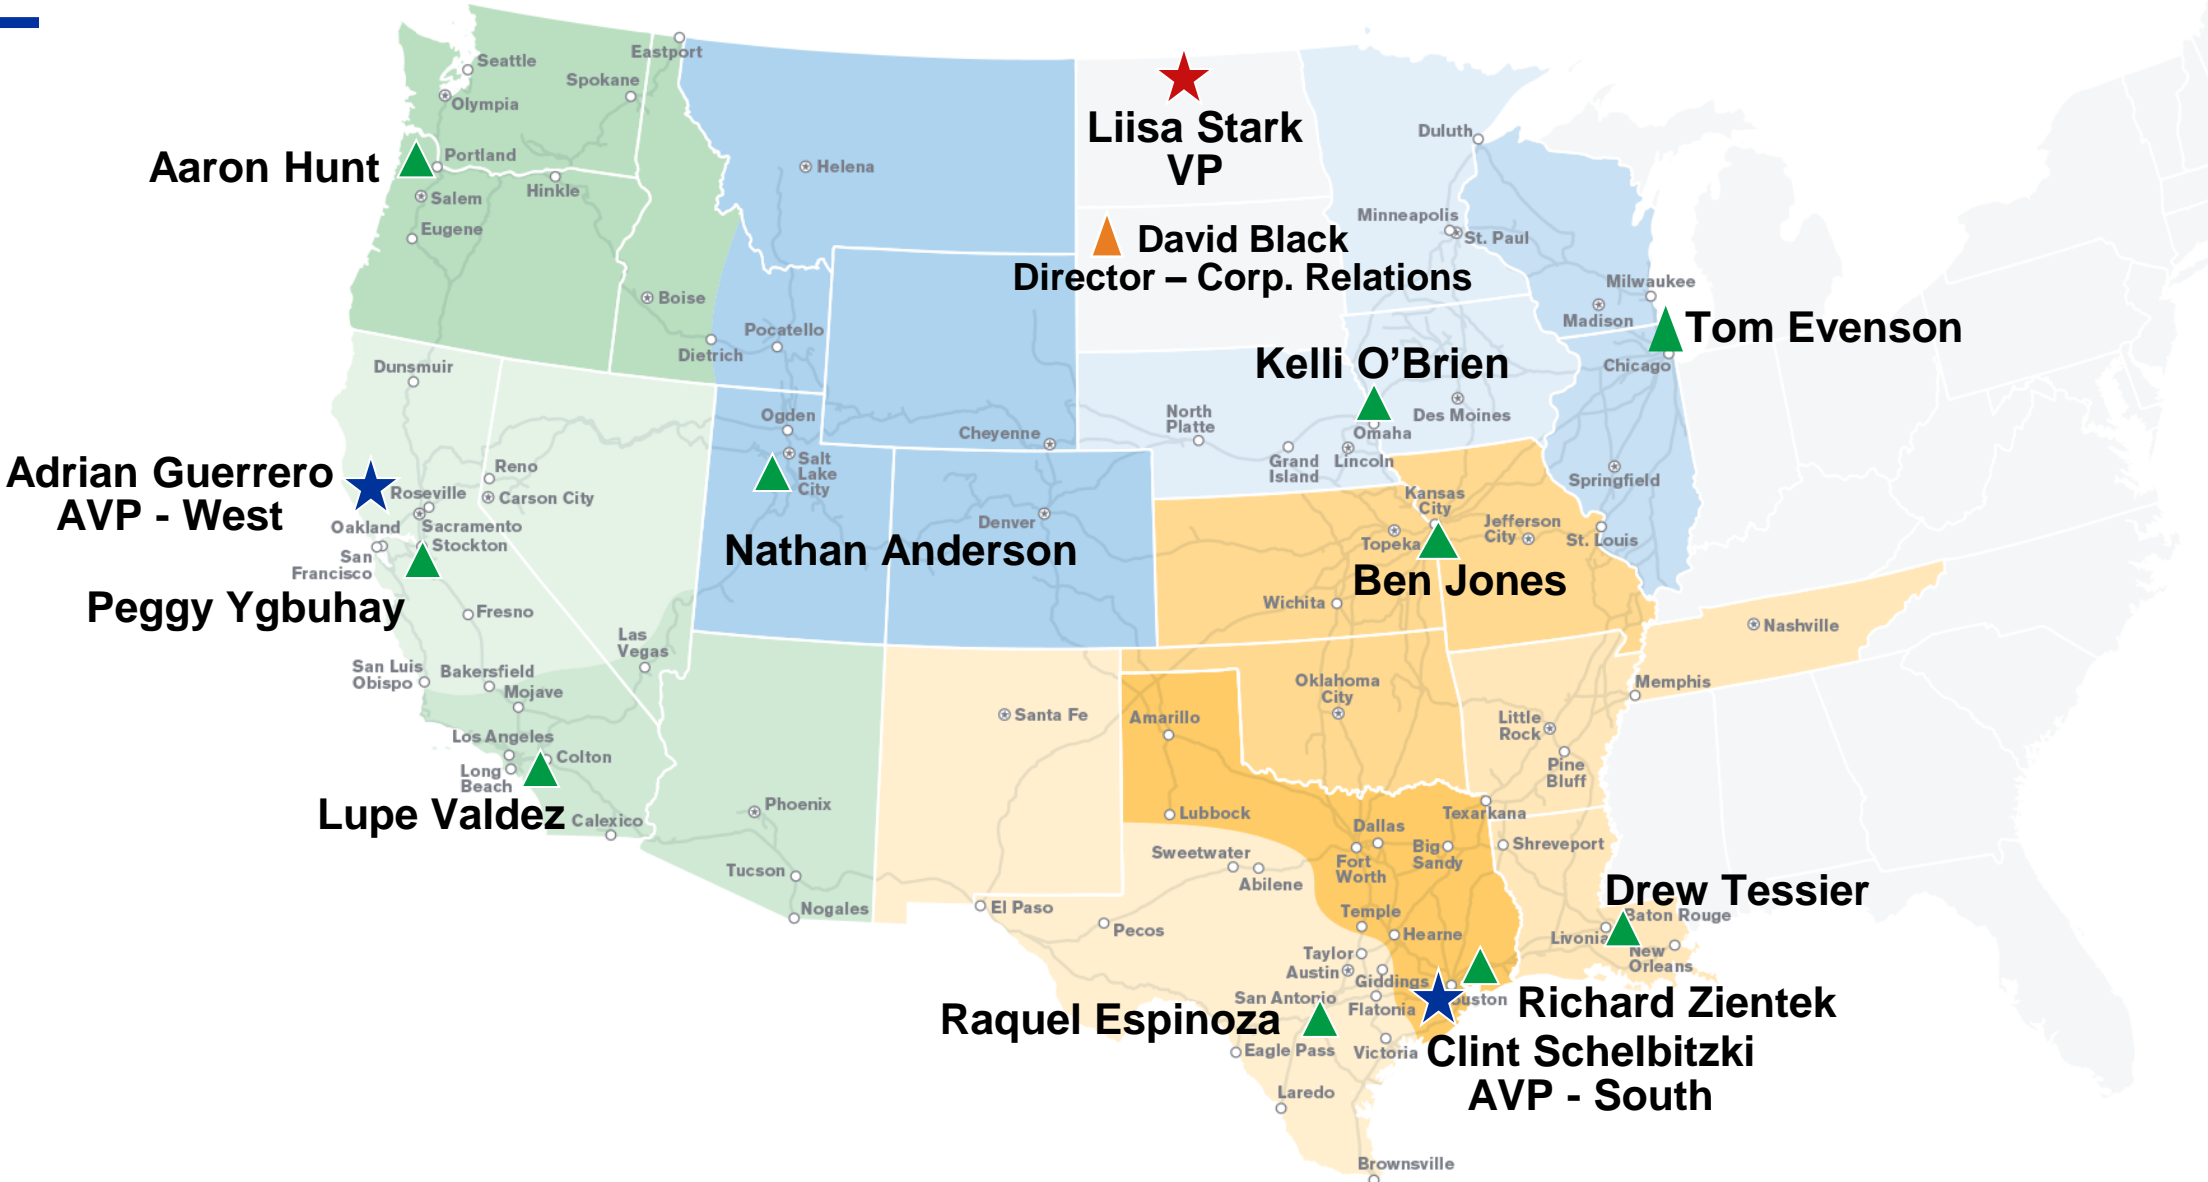 Eastport
Seattle
Spokane
Olympia
Portland
Aaron Hunt
Salem
Hinkle
Eugene
Helena
Liisa Stark
VP
David Black
Director – Corp. Relations
Duluth
Minneapolis
St. Paul
Milwaukee
Madison
Tom Evenson
Chicago
Boise
Pocatello
Dietrich
Dunsmuir
Kelli O’Brien
Ogden
Cheyenne
North
Platte
Omaha
Des Moines
Grand
Island
Lincoln
Salt
Lake
City
Springfield
Adrian Guerrero
AVP - West
Reno
Roseville
Carson City
Oakland
Sacramento
Stockton
San
Francisco
Peggy Ygbuhay
Denver
Nathan Anderson
Kansas
City
Topeka
Jefferson
City
St. Louis
Ben Jones
Wichita
Fresno
Las
Vegas
Nashville
San Luis
Obispo
Bakersfield
Mojave
Memphis
Oklahoma
City
Santa Fe
Amarillo
Little
Rock
Pine
Bluff
Los Angeles
Colton
Long
Beach
Lupe Valdez
Calexico
Phoenix
Tucson
Nogales
Lubbock
Texarkana
Dallas
Fort
Worth
Big
Sandy
Shreveport
Sweetwater
Abilene
El Paso
Pecos
Temple
Hearne
Drew Tessier
Baton Rouge
Livonia
New
Orleans
Taylor
Austin
Giddings
San Antonio
Flatonia
ouston
Richard Zientek
Raquel Espinoza
Clint Schelbitzki
AVP - South
Eagle Pass
Victoria
Laredo
Brownsville